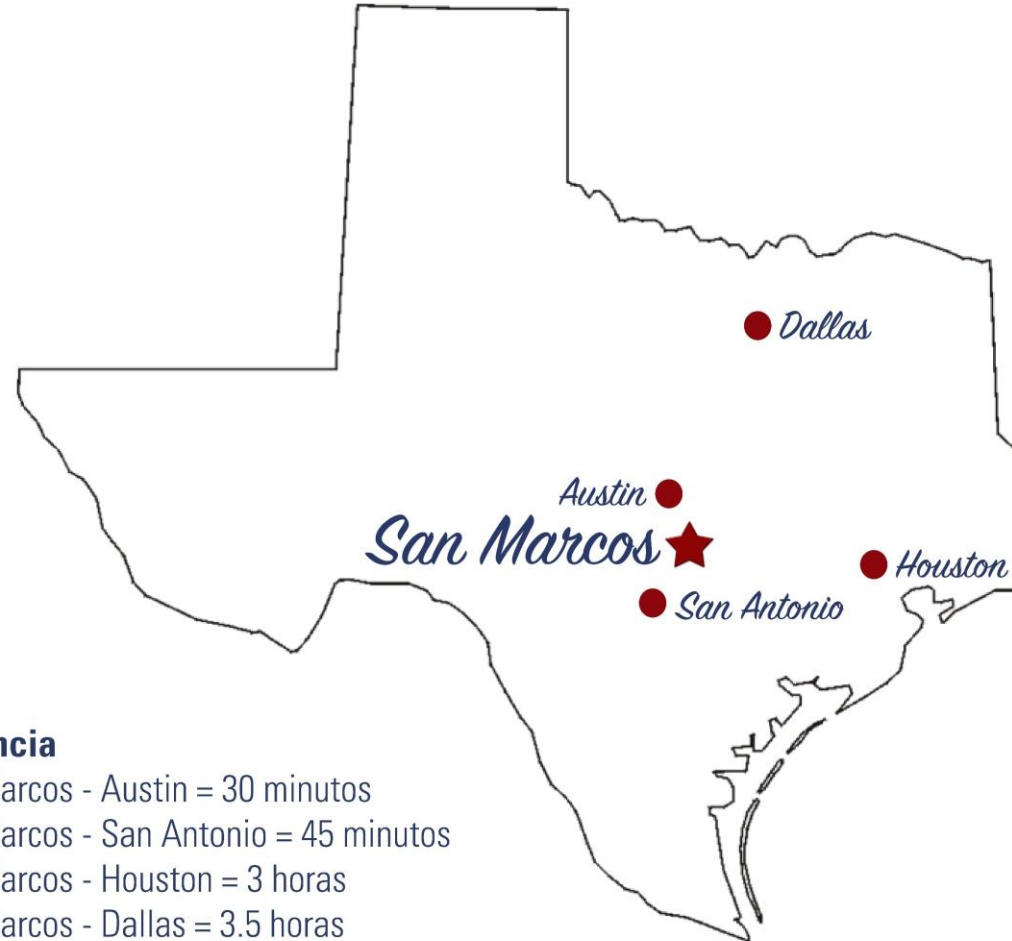 Dallas
Austin
San Marcos
Houston
San Antonio
ncia
arcos - Austin = 30 minutos
arcos - San Antonio = 45 minutos
arcos - Houston = 3 horas
arcos - Dallas = 3.5 horas